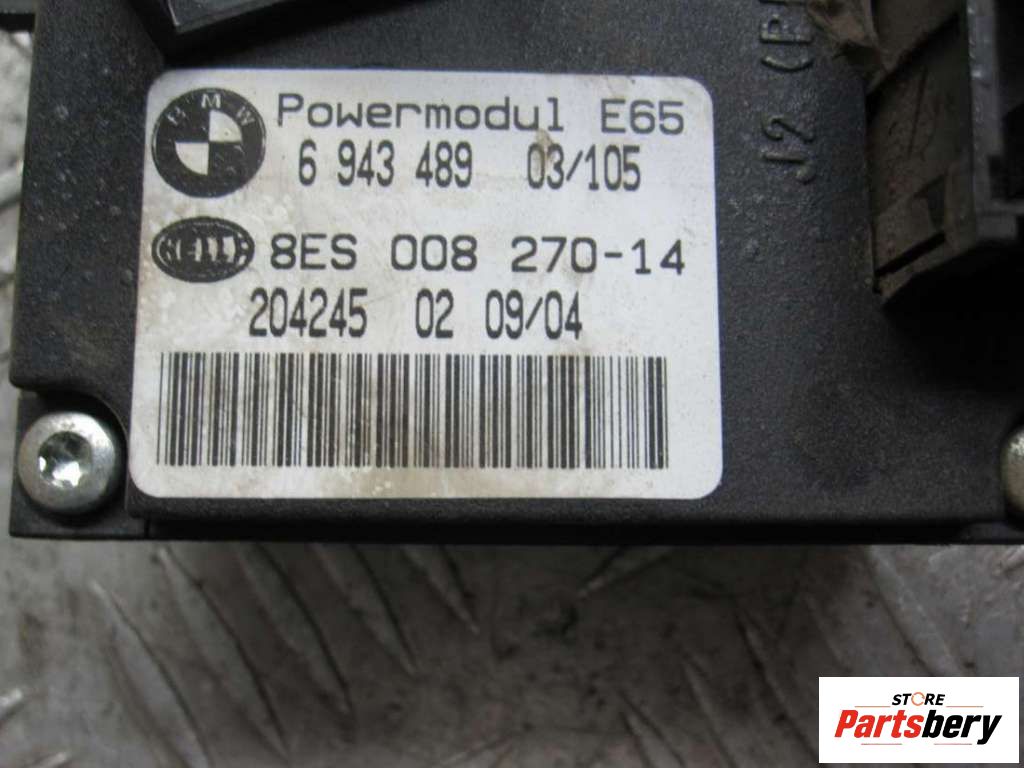 BMW
Powermodul E65
6 943 489 03/105
HELLA
8ES 008 270-14
204245 02 09/04
J2
STORE
Partsbery